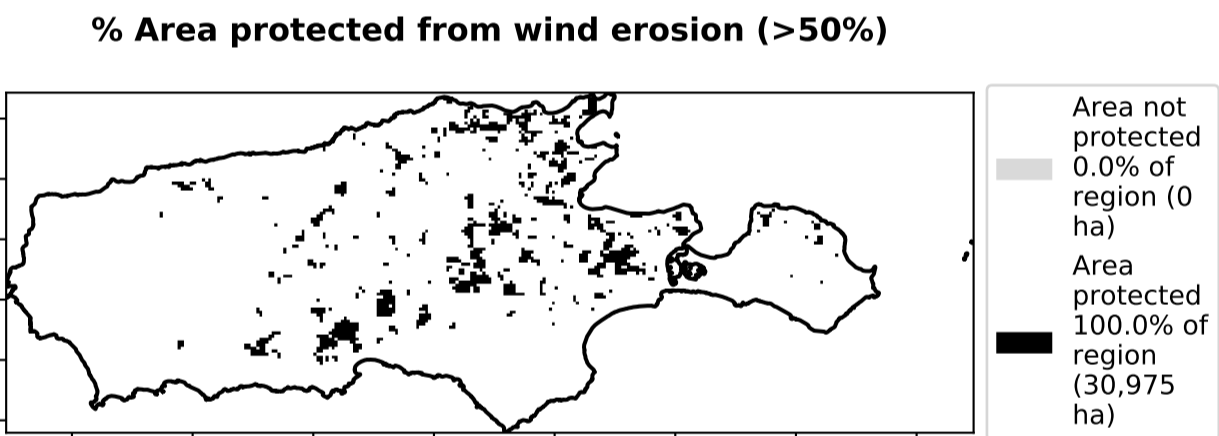 % Area protected from wind erosion (>50%)
Area not
protected
0.0% of
region (0
ha)
Area
protected
100.0% of
region
(30,975
ha)